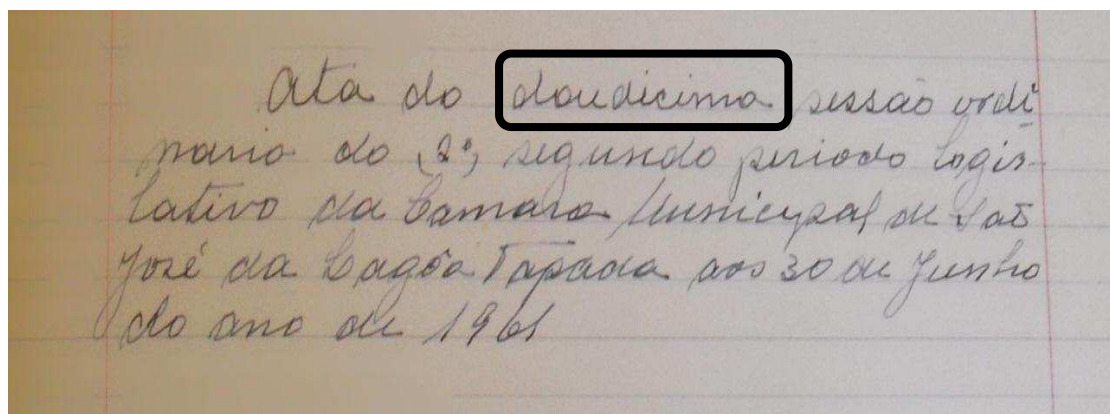 Ata do doudicima sessão ordi
nario do (2º) segundo periodo legis-
lativo da Camara Municipal de São
José da Lagôa Tapada aos 30 de Junho
do ano de 1961